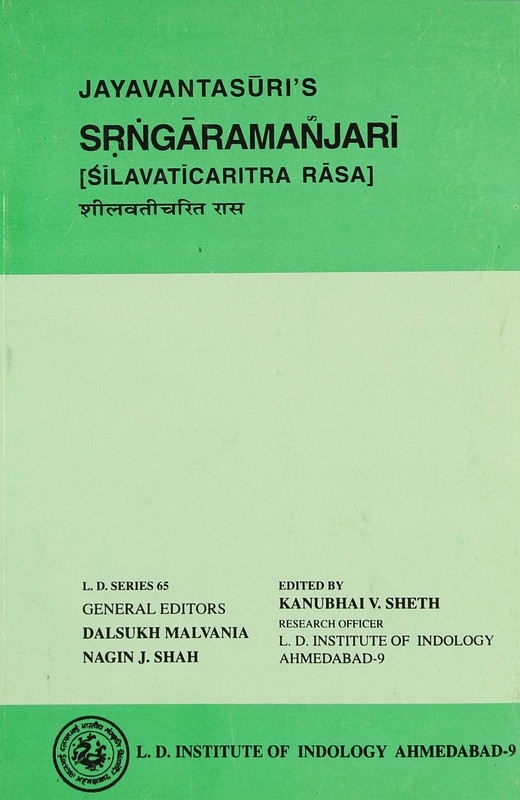 JAYAVANTASŪRI'S
SṚṄGĀRAMAÑJARĪ
[ŚĪLAVATĪCARITRA RĀSA]
शीलवतीचरित रास
L. D. SERIES 65
GENERAL EDITORS
DALSUKH MALVANIA
NAGIN J. SHAH
EDITED BY
KANUBHAI V. SHETH
RESEARCH OFFICER
L. D. INSTITUTE OF INDOLOGY
AHMEDABAD-9
L. D. INSTITUTE OF INDOLOGY AHMEDABAD-9